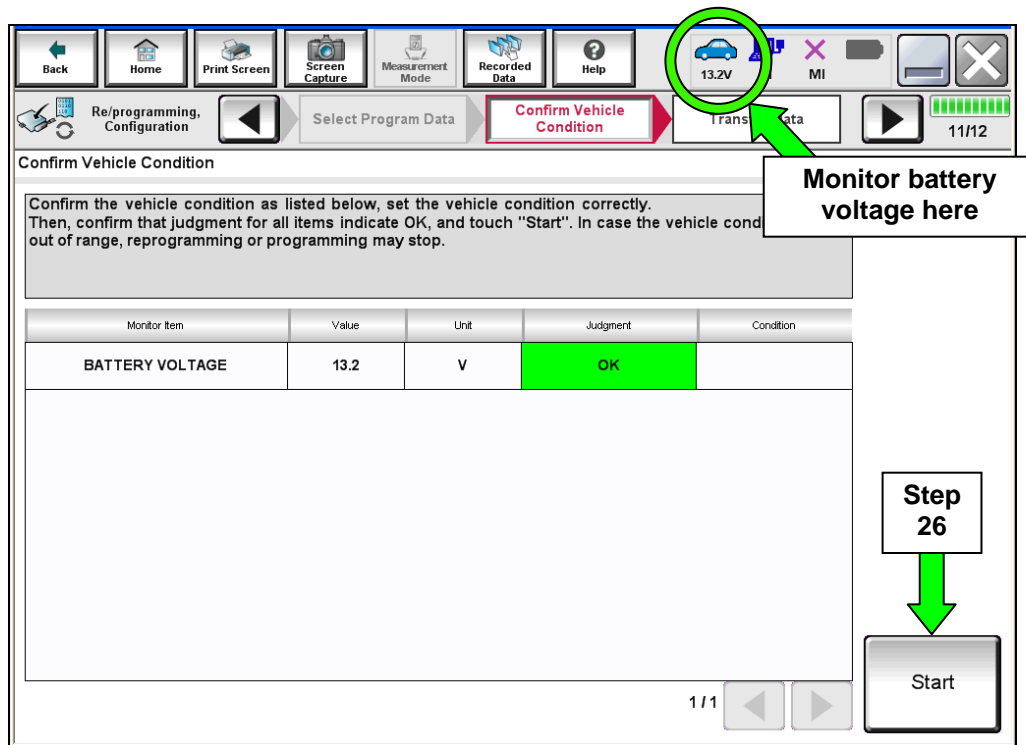 Back
Home
Print Screen
Screen
Capture
Measurement
Mode
Recorded
Data
Help
13.2V
MI
Re/programming,
Configuration
Select Program Data
Confirm Vehicle
Condition
11/12
Confirm Vehicle Condition
Monitor battery
voltage here
Confirm the vehicle condition as listed below, set the vehicle condition correctly.
Then, confirm that judgment for all items indicate OK, and touch "Start". In case the vehicle
out of range, reprogramming or programming may stop.
Monitor Item Value Unit Judgment Condition
BATTERY VOLTAGE 13.2 V OK
Step
26
Start
1/1